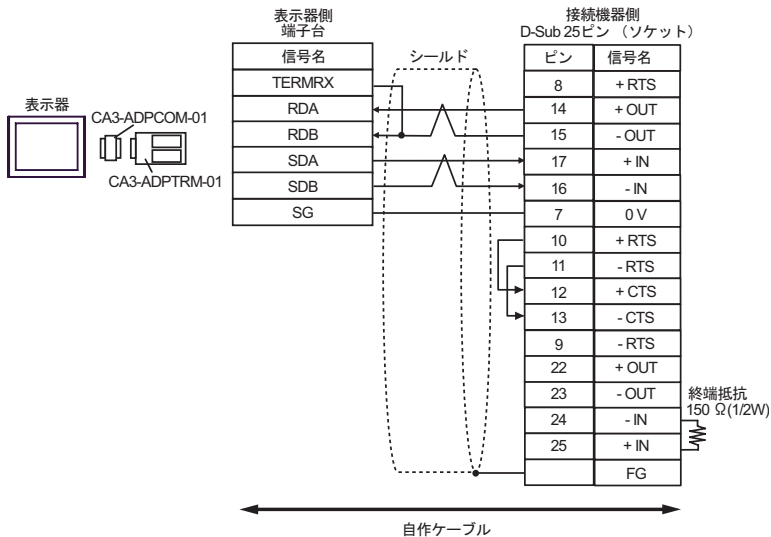 表示器
CA3-ADPCOM-01
CA3-ADPTRM-01
表示器側
端子台
信号名
TERMRX
RDA
RDB
SDA
SDB
SG
シールド
接続機器側
D-Sub 25ピン （ソケット）
ピン 信号名
8 + RTS
14 + OUT
15 - OUT
17 + IN
16 - IN
7 0 V
10 + RTS
11 - RTS
12 + CTS
13 - CTS
9 - RTS
22 + OUT
23 - OUT
24 - IN
25 + IN
FG
終端抵抗
150 Ω(1/2W)
自作ケーブル